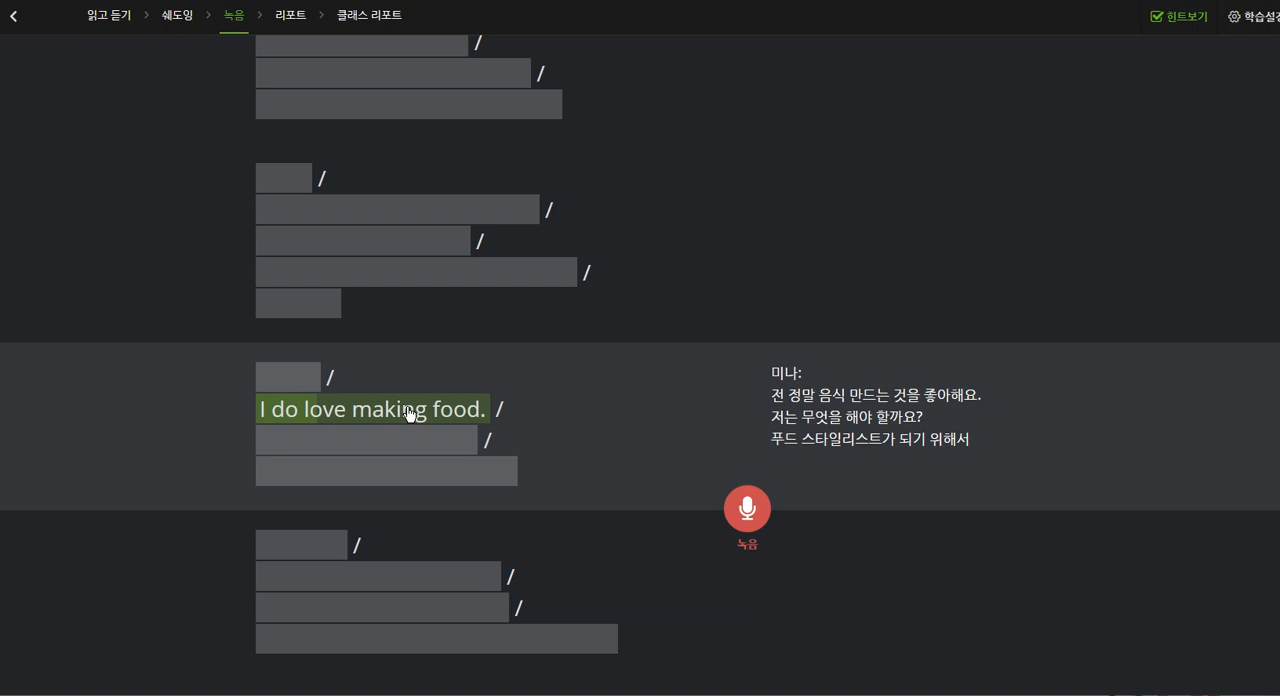 읽고 듣기 > 쉐도잉 > 녹음 > 리포트 > 클래스 리포트
힌트보기
학습설정
/
/
/
/
/
/
/
I do love making food. /
/
미나:
전 정말 음식 만드는 것을 좋아해요.
저는 무엇을 해야 할까요?
푸드 스타일리스트가 되기 위해서
녹음
/
/
/